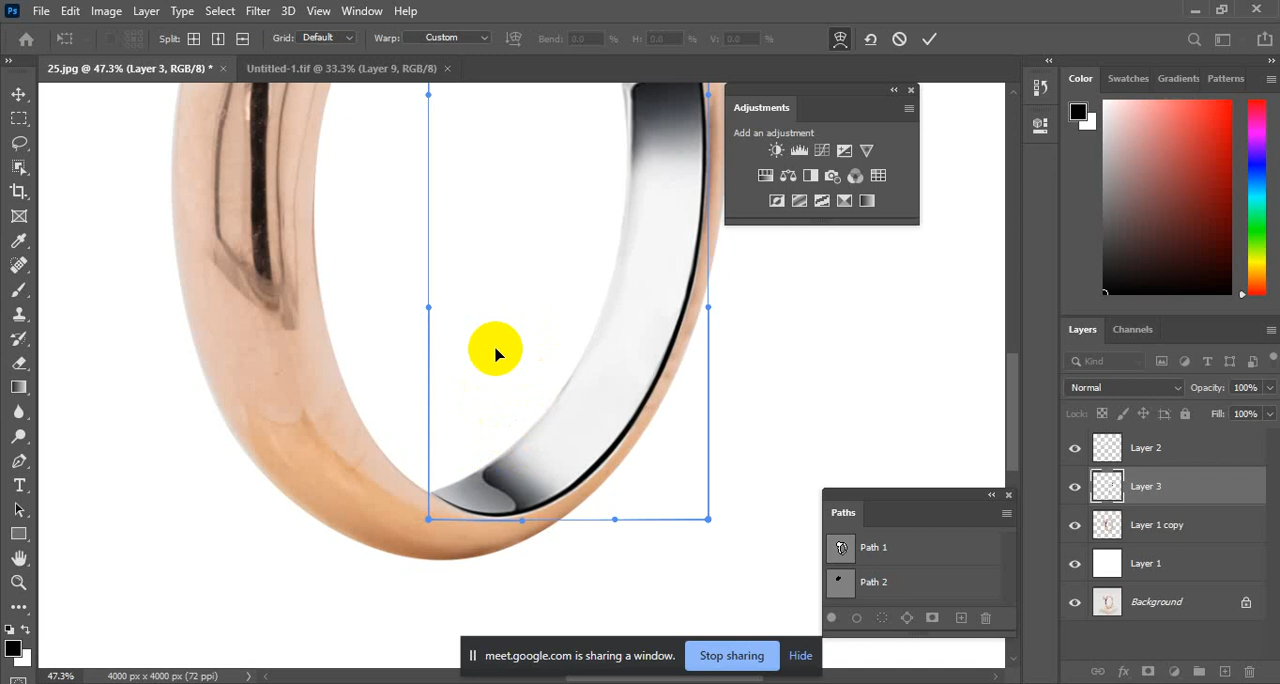 Ps File Edit Image Layer Type Select Filter 3D View Window Help
Split: Grid: Default Warp: Custom Bend: 0.0 % H: 0.0 % V: 0.0 %
25.jpg @ 47.3% (Layer 3, RGB/8) * × Untitled-1.tif @ 33.3% (Layer 9, RGB/8) ×
Color Swatches Gradients Patterns
Adjustments
Add an adjustment
Layers Channels
Kind
Normal Opacity: 100%
Lock: Fill: 100%
Layer 2
Layer 3
Layer 1 copy
Layer 1
Background
Paths
Path 1
Path 2
meet.google.com is sharing a window. Stop sharing Hide
47.3% 4000 px x 4000 px (72 ppi)